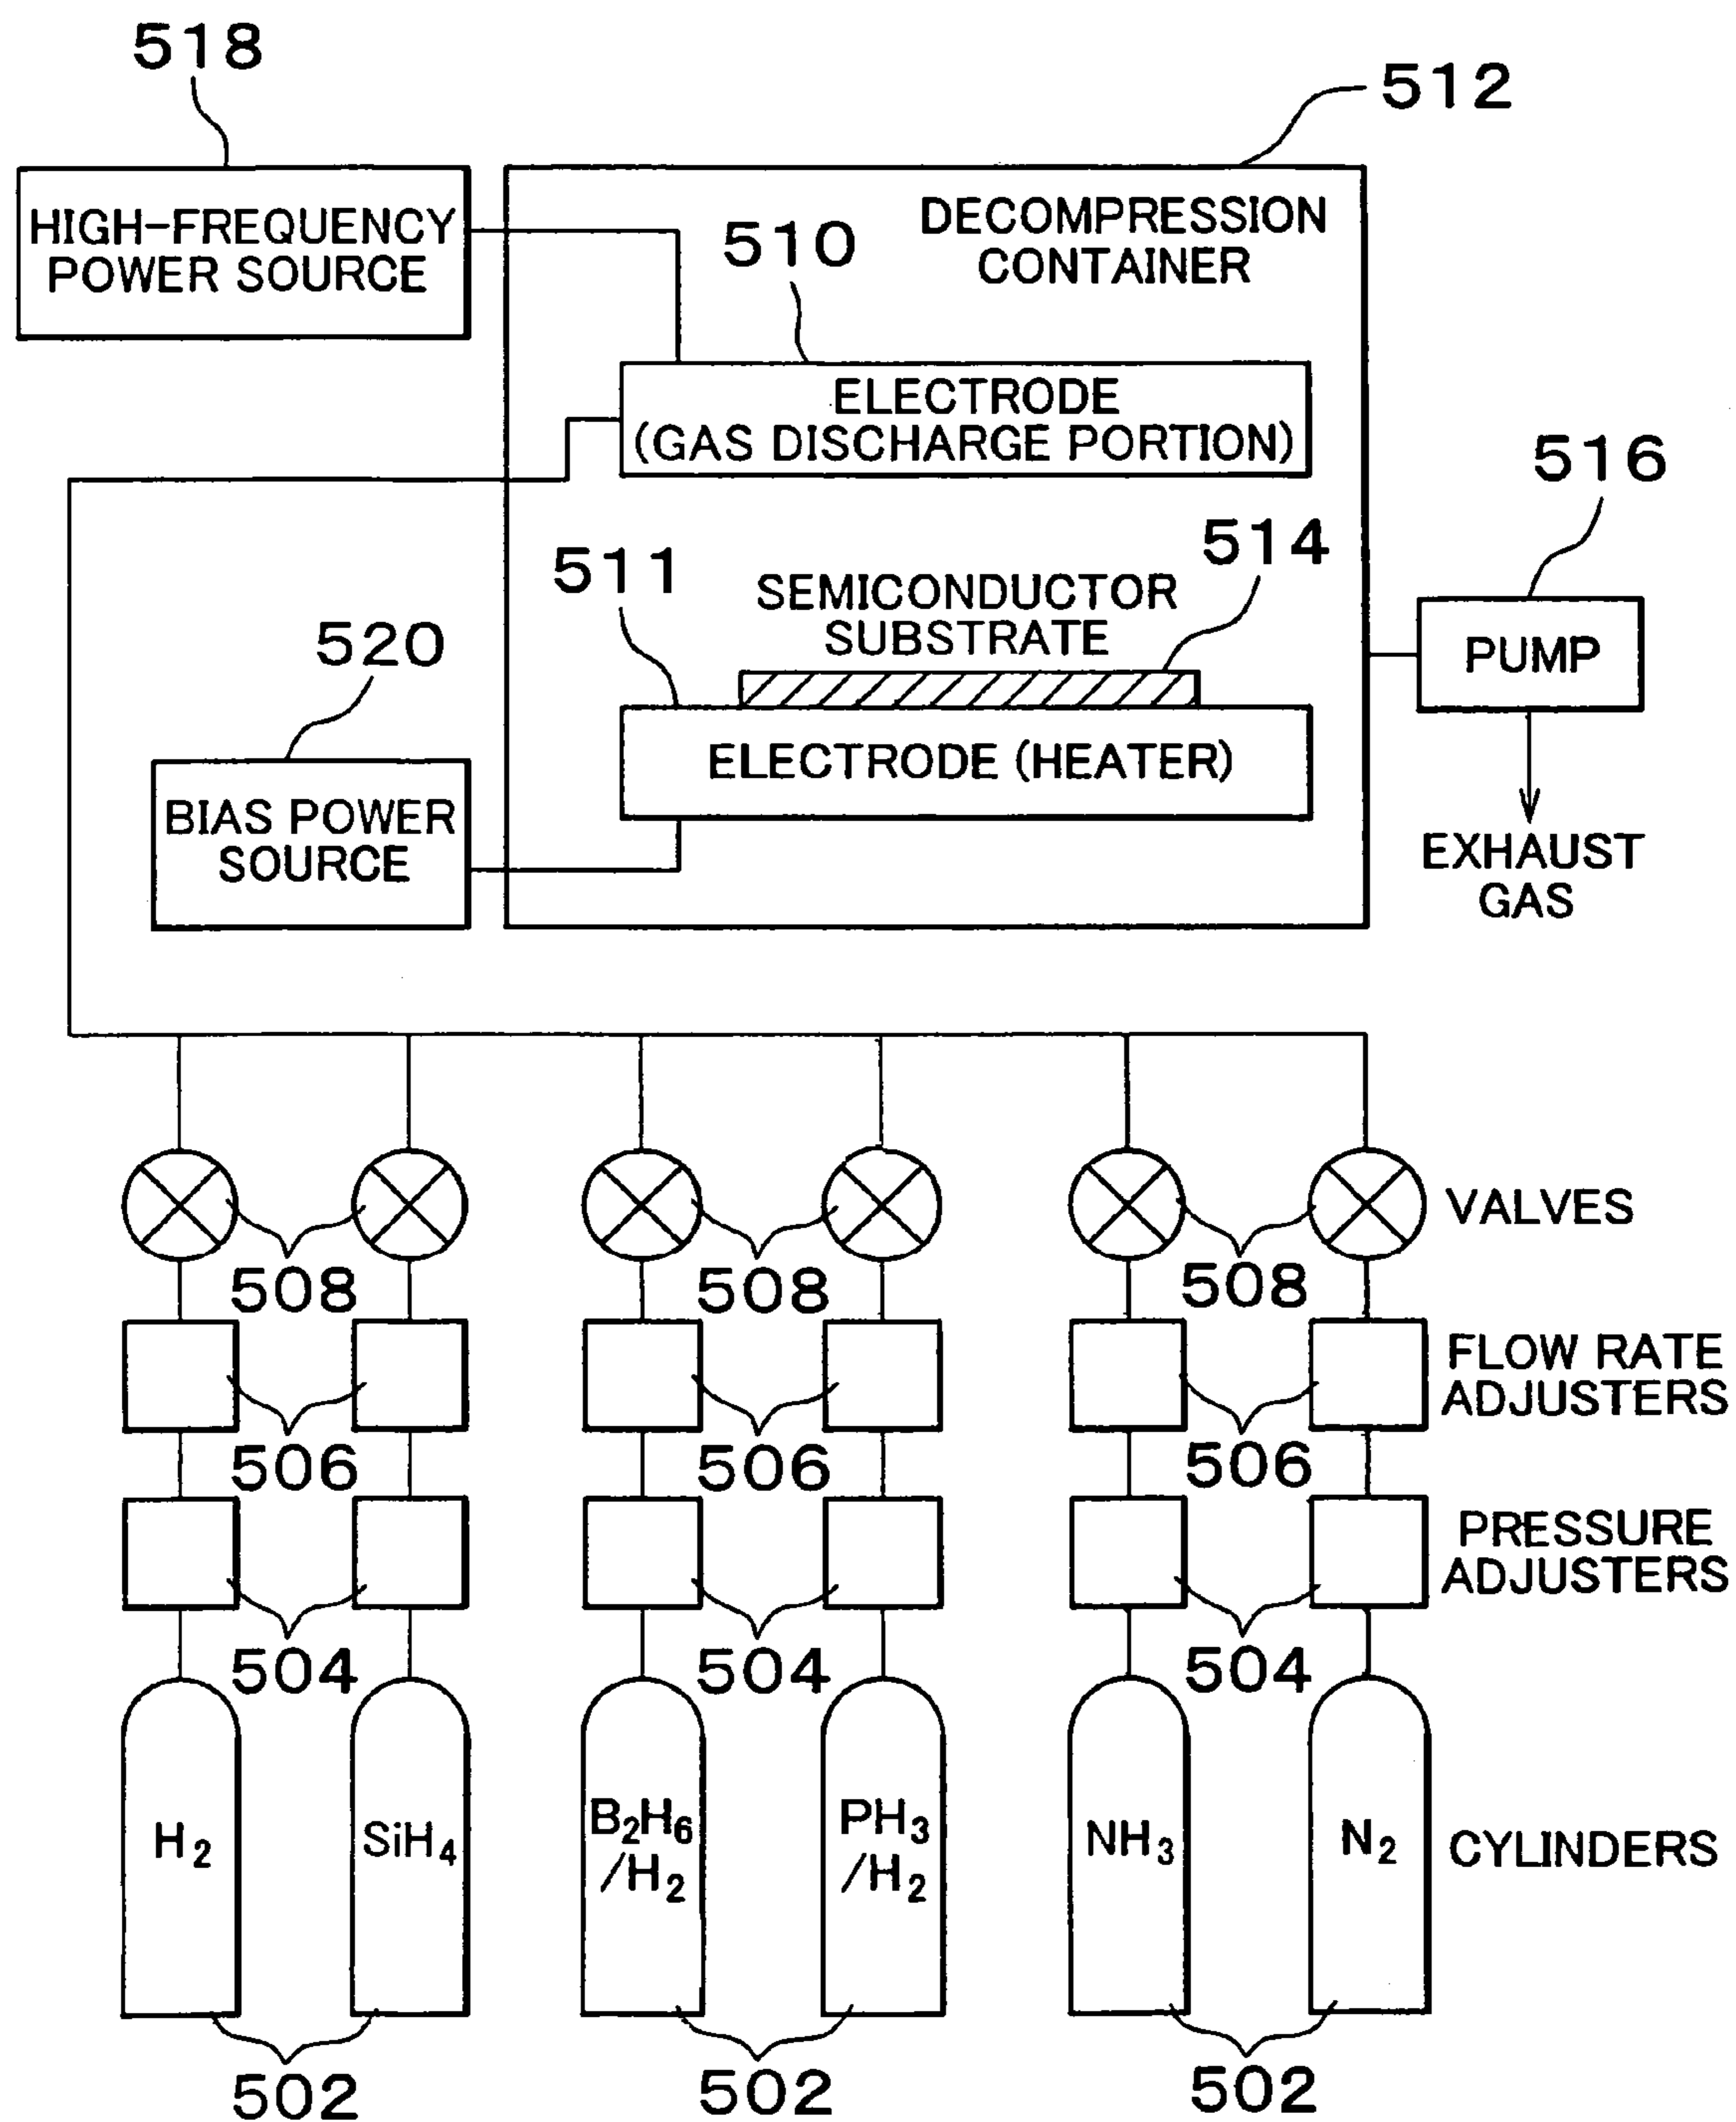 518
512
HIGH-FREQUENCY
POWER SOURCE
DECOMPRESSION
CONTAINER
510
ELECTRODE
(GAS DISCHARGE PORTION)
516
514
511
SEMICONDUCTOR
SUBSTRATE
520
PUMP
ELECTRODE (HEATER)
BIAS POWER
SOURCE
EXHAUST
GAS
VALVES
508 508 508
FLOW RATE
ADJUSTERS
506 506 506
PRESSURE
ADJUSTERS
504 504 504
H₂
SiH₄
B₂H₆
/H₂
PH₃
/H₂
NH₃
N₂
CYLINDERS
502 502 502